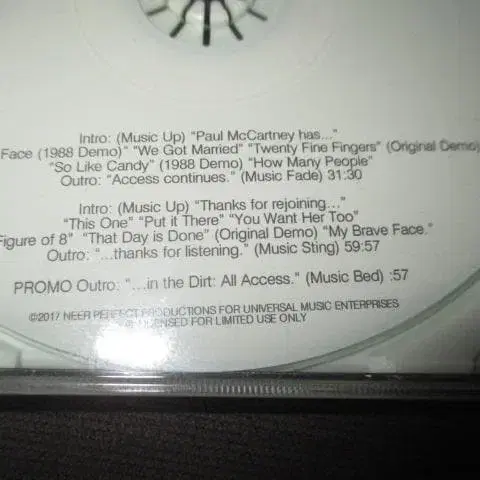 Intro: (Music Up) "Paul McCartney has..."
Face (1988 Demo)" "We Got Married" "Twenty Fine Fingers" (Original Demo)
"So Like Candy" (1988 Demo) "How Many People"
Outro: "Access continues." (Music Fade) 31:30
Intro: (Music Up) "Thanks for rejoining..."
"This One" "Put it There" "You Want Her Too"
Figure of 8" "That Day is Done" (Original Demo) "My Brave Face."
Outro: "...thanks for listening." (Music Sting) 59:57
PROMO Outro: "...in the Dirt: All Access." (Music Bed) :57
©2017 NEER PERFECT PRODUCTIONS FOR UNIVERSAL MUSIC ENTERPRISES
LICENSED FOR LIMITED USE ONLY